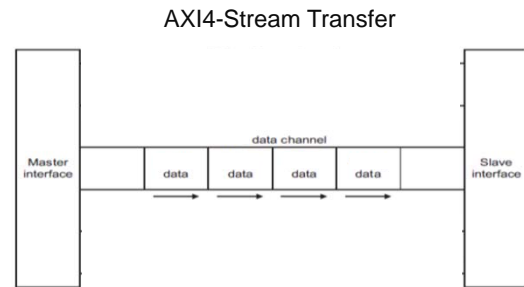 AXI4-Stream Transfer
data channel
Master
interface
data
data
data
data
Slave
interface